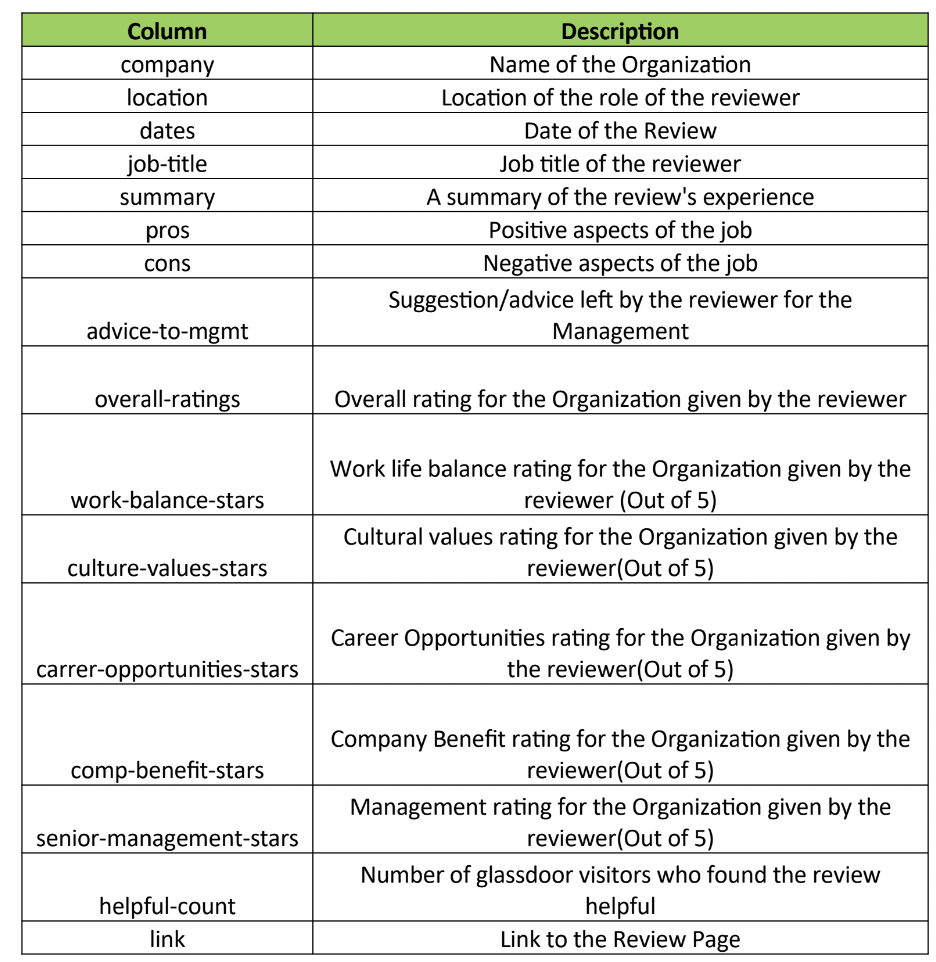 Column Description
company Name of the Organization
location Location of the role of the reviewer
dates Date of the Review
job-title Job title of the reviewer
summary A summary of the review's experience
pros Positive aspects of the job
cons Negative aspects of the job
advice-to-mgmt Suggestion/advice left by the reviewer for the
Management
overall-ratings Overall rating for the Organization given by the reviewer
work-balance-stars Work life balance rating for the Organization given by the
reviewer (Out of 5)
culture-values-stars Cultural values rating for the Organization given by the
reviewer(Out of 5)
carrer-opportunities-stars Career Opportunities rating for the Organization given by
the reviewer(Out of 5)
comp-benefit-stars Company Benefit rating for the Organization given by the
reviewer(Out of 5)
senior-management-stars Management rating for the Organization given by the
reviewer(Out of 5)
helpful-count Number of glassdoor visitors who found the review
helpful
link Link to the Review Page